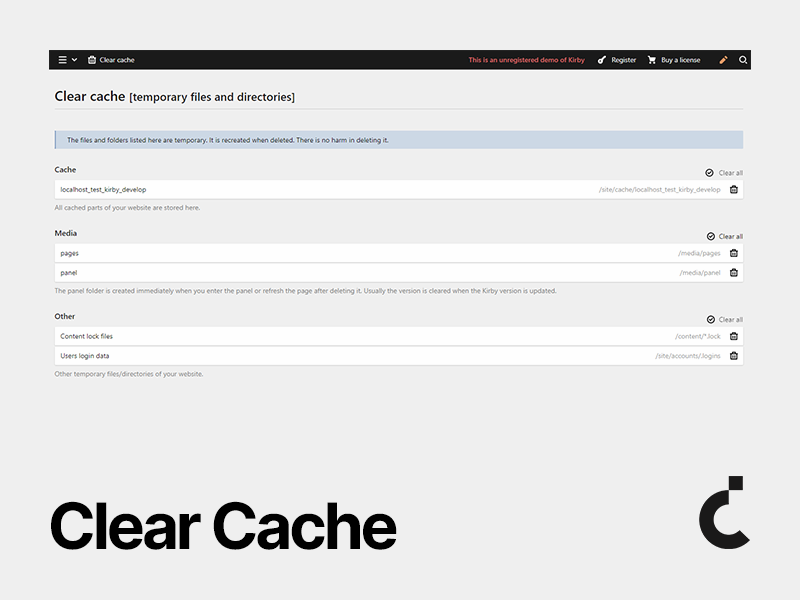 Clear cache
This is an unregistered demo of Kirby
Register
Buy a license
Clear cache [temporary files and directories]
The files and folders listed here are temporary. It is recreated when deleted. There is no harm in deleting it.
Cache
Clear all
localhost_test_kirby_develop
/site/cache/localhost_test_kirby_develop
All cached parts of your website are stored here.
Media
Clear all
pages
/media/pages
panel
/media/panel
The panel folder is created immediately when you enter the panel or refresh the page after deleting it. Usually the version is cleared when the Kirby version is updated.
Other
Clear all
Content lock files
/content/*.lock
Users login data
/site/accounts/.logins
Other temporary files/directories of your website.
Clear Cache